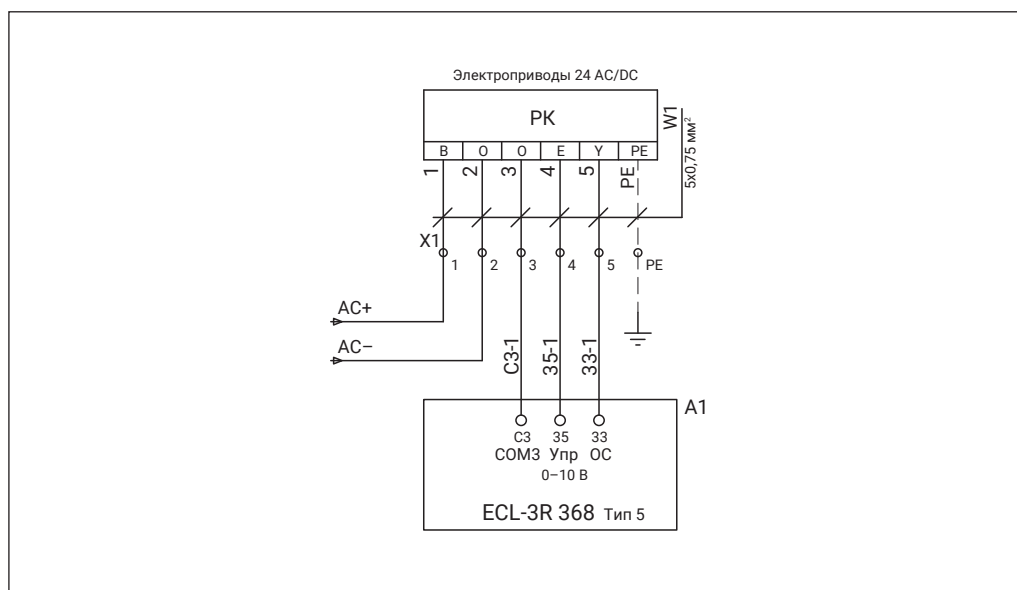 Электроприводы 24 AC/DC
РК
W1
5x0,75 мм²
B O O E Y PE
1 2 3 4 5 PE
X1
1 2 3 4 5 PE
AC+
AC–
C3-1 35-1 33-1
A1
C3 35 33
COM3 Упр ОС
0–10 В
ECL-3R 368 Тип 5